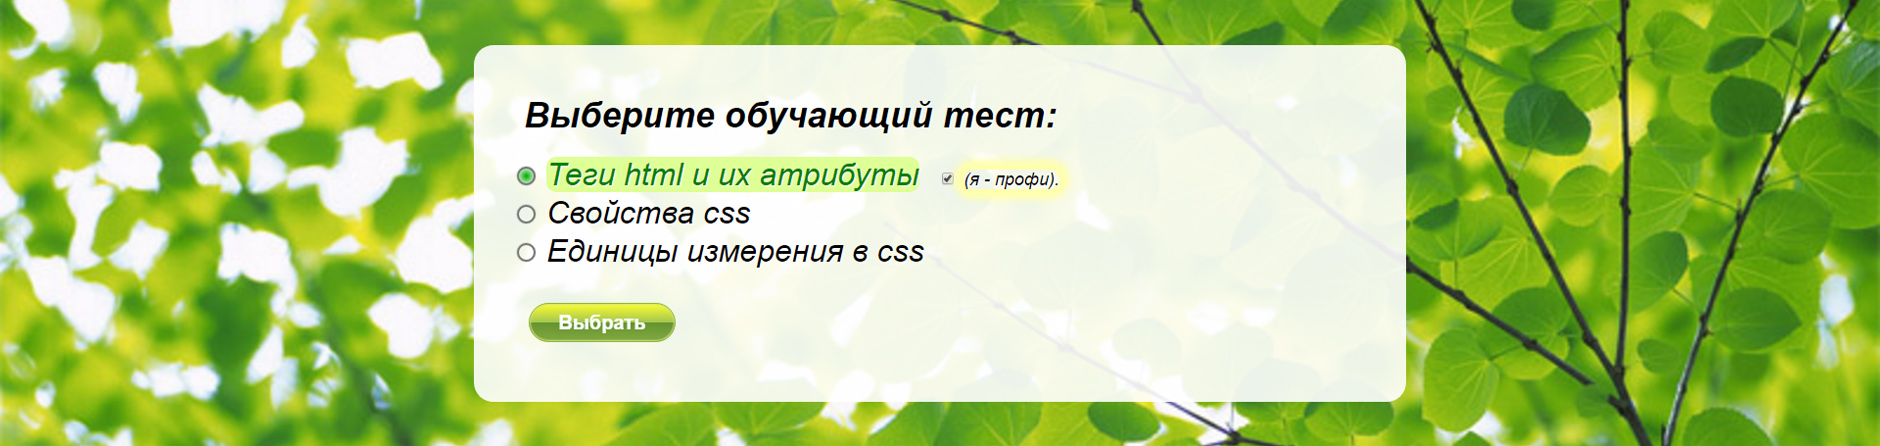 Выберите обучающий тест:
Теги html и их атрибуты (я - профи).
Свойства css
Единицы измерения в css
Выбрать